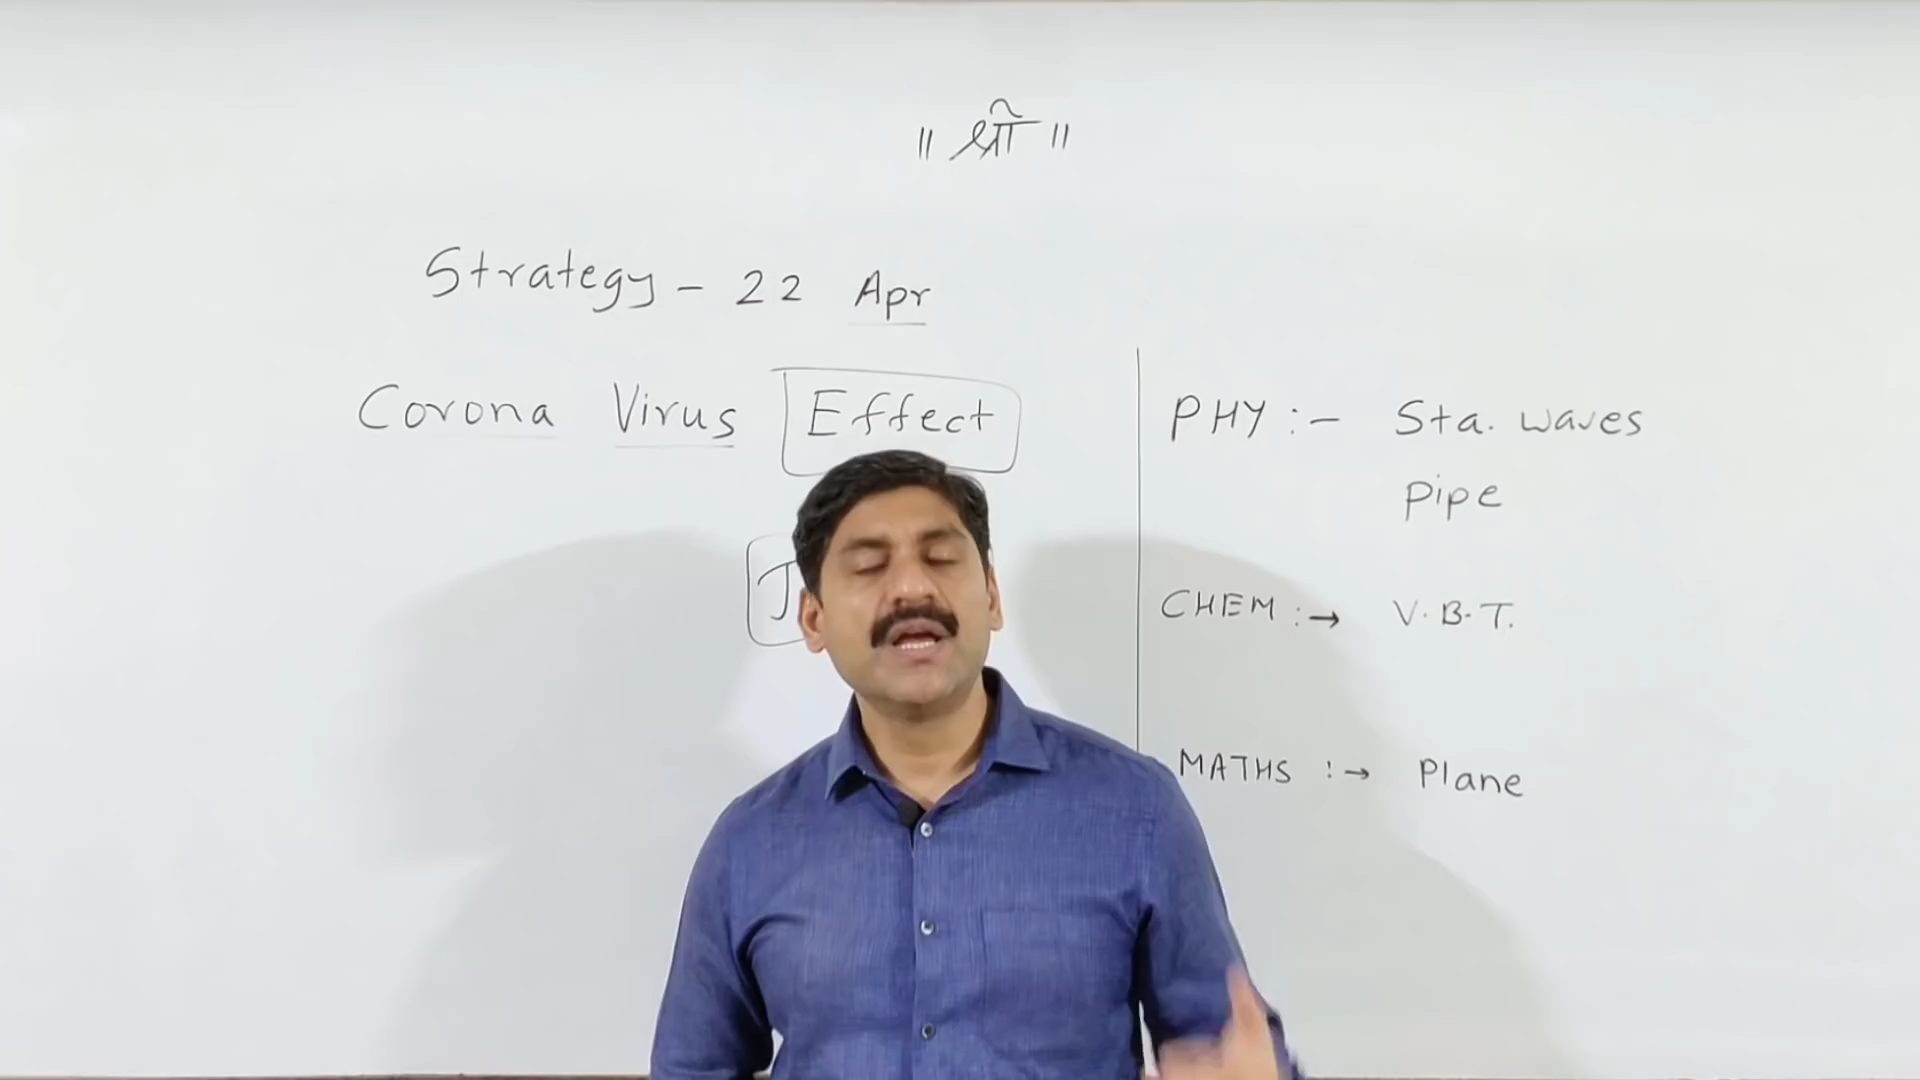 ॥ श्री ॥
Strategy - 22 Apr
Corona Virus Effect
J
PHY :- Sta. waves
pipe
CHEM :→ V.B.T.
MATHS :→ Plane